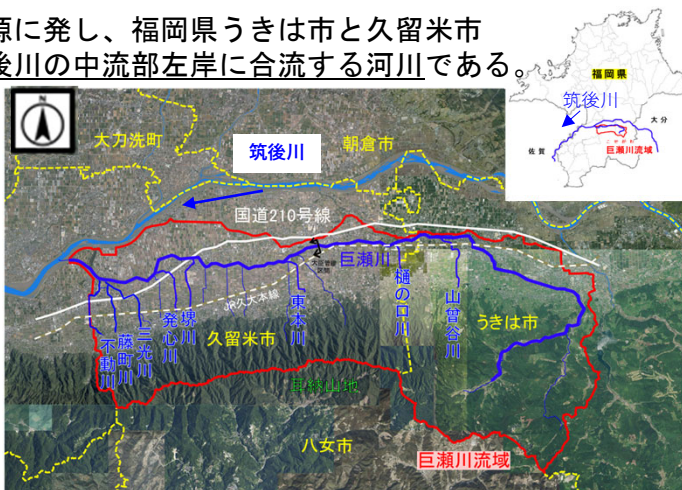 源に発し、福岡県うきは市と久留米市
後川の中流部左岸に合流する河川である。
福岡県
筑後川
大分
佐賀
巨瀬川流域
N
大刀洗町
朝倉市
筑後川
国道210号線
巨瀬川
JR久大本線
樋の口川
山曽谷川
うきは市
東本川
堺川
発心川
三光川
藤町川
不動川
久留米市
耳納山地
八女市
巨瀬川流域